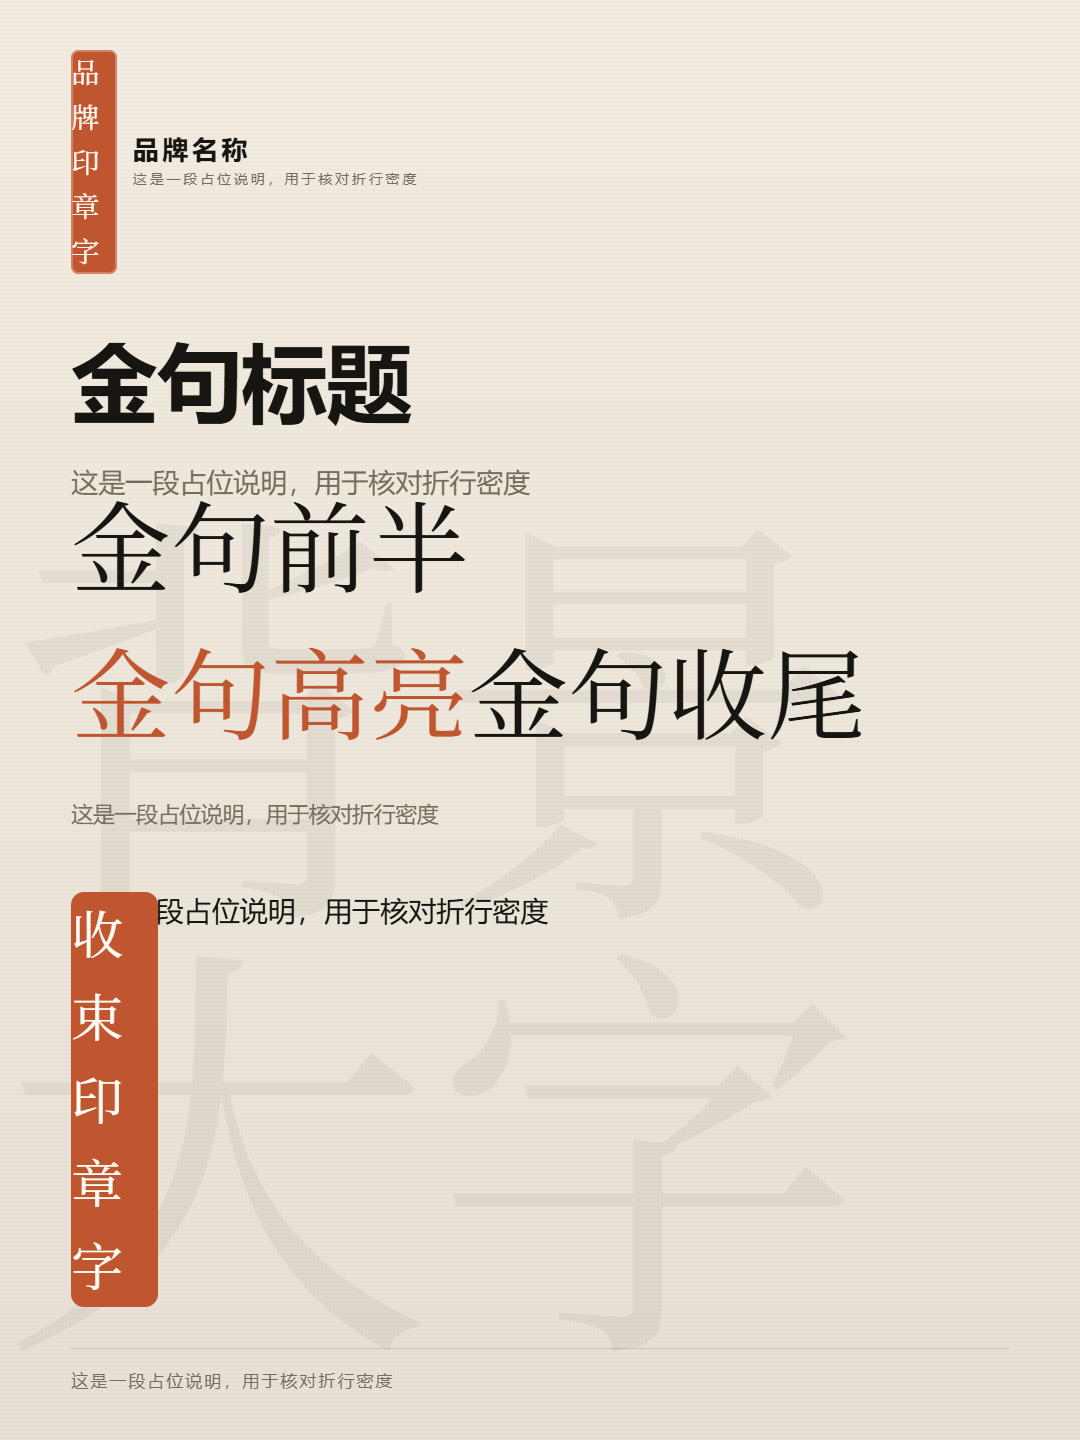 品牌印章字
品牌名称
这是一段占位说明，用于核对折行密度
金句标题
这是一段占位说明，用于核对折行密度
金句前半
金句高亮金句收尾
这是一段占位说明，用于核对折行密度
段占位说明，用于核对折行密度
收束印章字
背景
大字
这是一段占位说明，用于核对折行密度